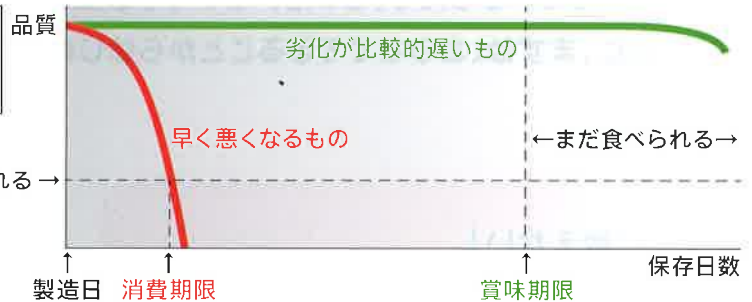 品質
劣化が比較的遅いもの
早く悪くなるもの
←まだ食べられる→
れる→
保存日数
製造日
消費期限
賞味期限